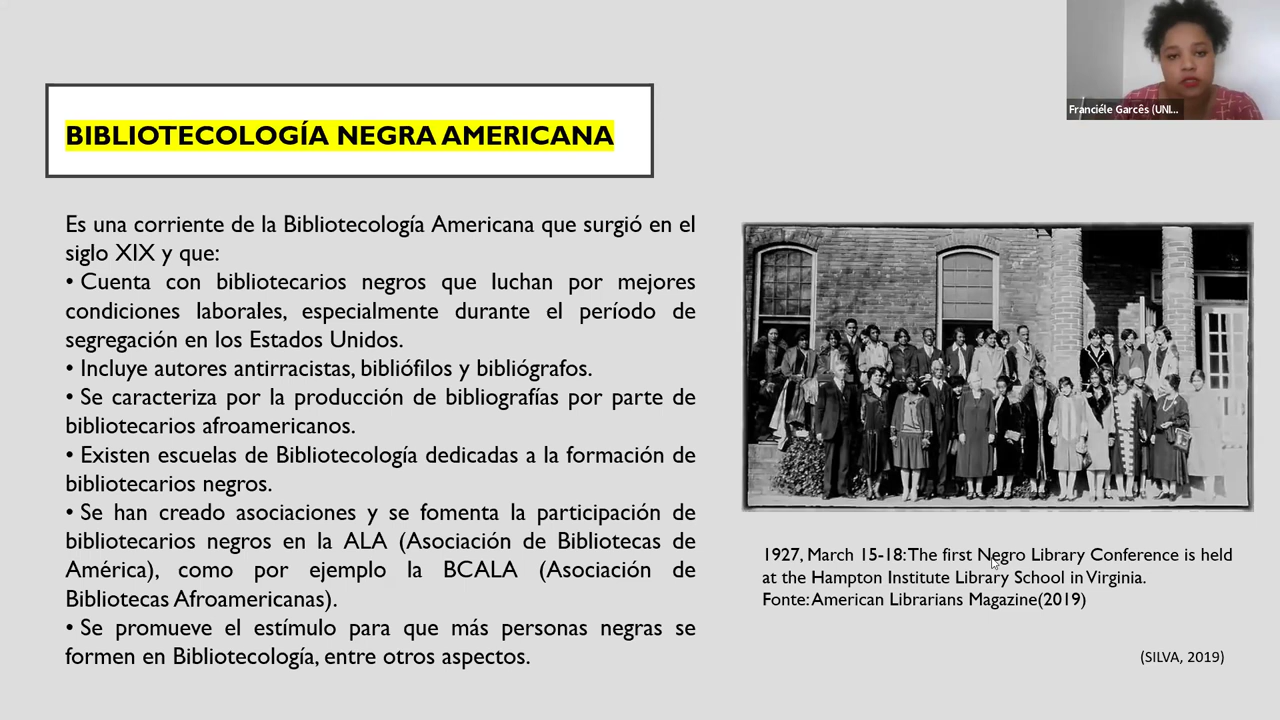 Franciéle Garcês (UNI...
BIBLIOTECOLOGÍA NEGRA AMERICANA
Es una corriente de la Bibliotecología Americana que surgió en el
siglo XIX y que:
• Cuenta con bibliotecarios negros que luchan por mejores
condiciones laborales, especialmente durante el período de
segregación en los Estados Unidos.
• Incluye autores antirracistas, bibliófilos y bibliógrafos.
• Se caracteriza por la producción de bibliografías por parte de
bibliotecarios afroamericanos.
• Existen escuelas de Bibliotecología dedicadas a la formación de
bibliotecarios negros.
• Se han creado asociaciones y se fomenta la participación de
bibliotecarios negros en la ALA (Asociación de Bibliotecas de
América), como por ejemplo la BCALA (Asociación de
Bibliotecas Afroamericanas).
• Se promueve el estímulo para que más personas negras se
formen en Bibliotecología, entre otros aspectos.
1927, March 15-18: The first Negro Library Conference is held
at the Hampton Institute Library School in Virginia.
Fonte: American Librarians Magazine(2019)
(SILVA, 2019)